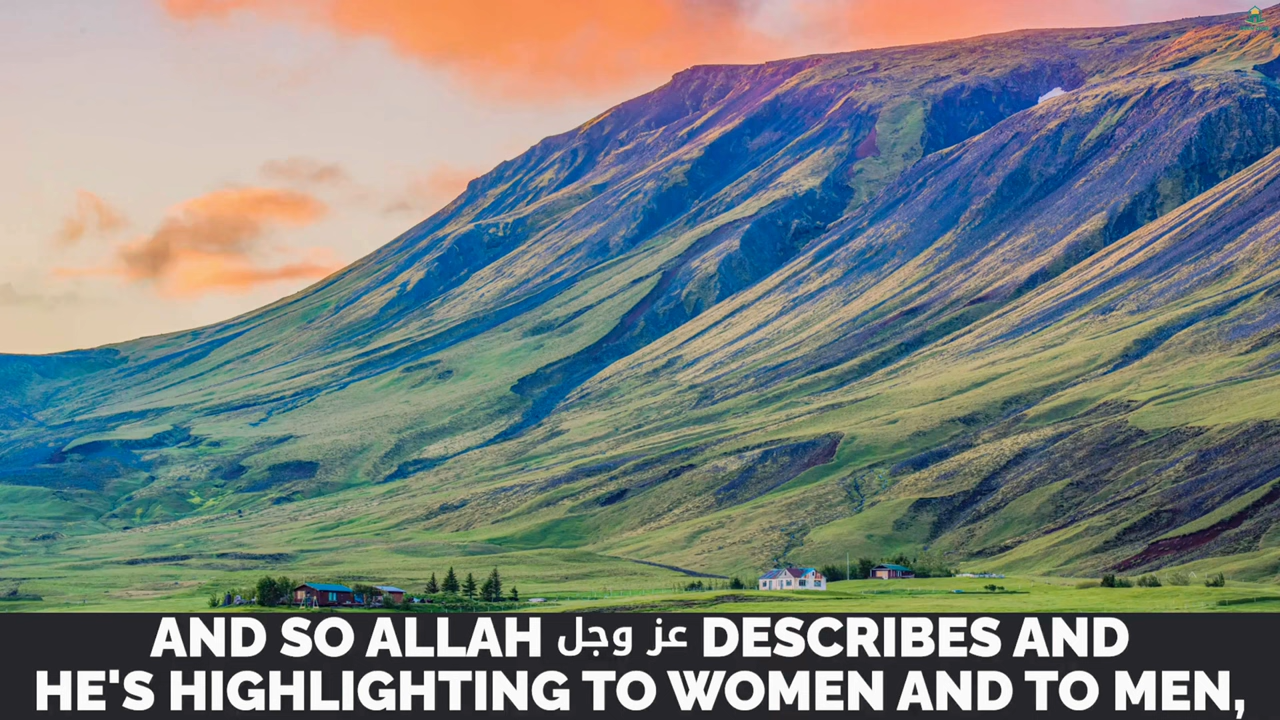 AND SO ALLAH عز وجل DESCRIBES AND
HE'S HIGHLIGHTING TO WOMEN AND TO MEN,